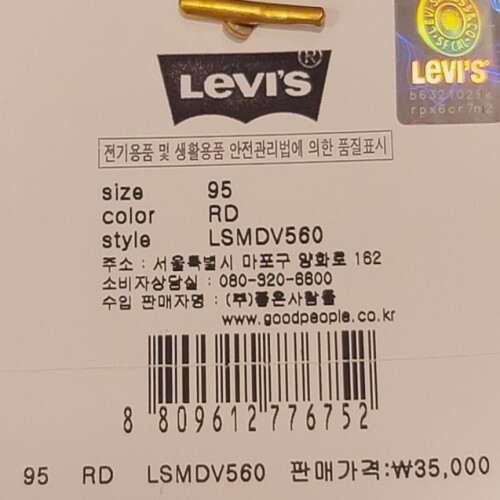 LEVI'S®
LEVI'S
전기용품 및 생활용품 안전관리법에 의한 품질표시
size 95
color RD
style LSMDV560
주소 : 서울특별시 마포구 양화로 162
소비자상담실 : 080-320-6600
수입 판매자명 : (주)좋은사람들
www.goodpeople.co.kr
8 809612 776752
95 RD LSMDV560 판매가격:₩35,000